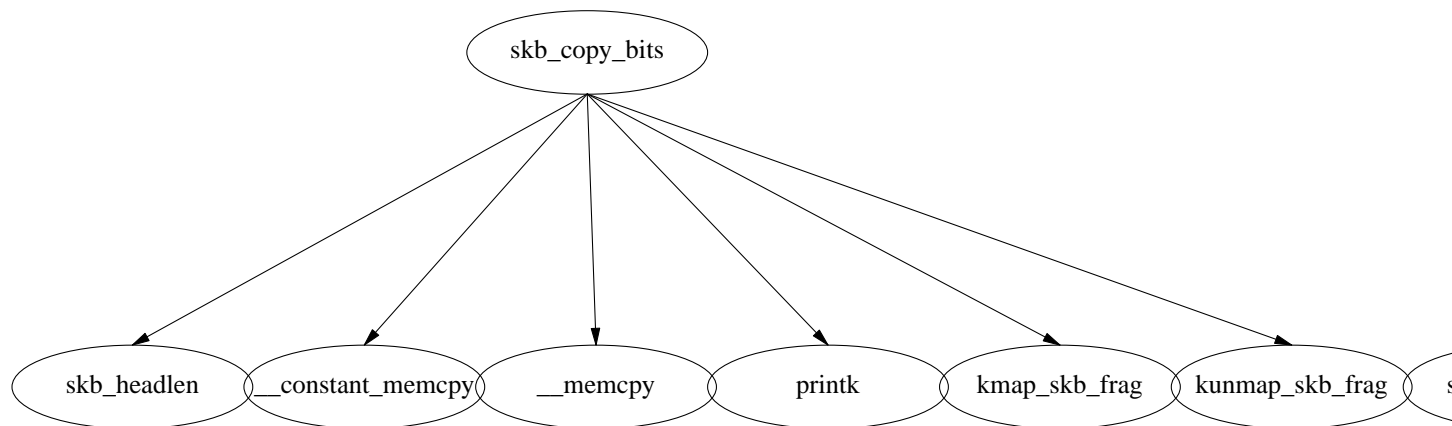 skb_copy_bits
skb_headlen
__constant_memcpy
__memcpy
printk
kmap_skb_frag
kunmap_skb_frag